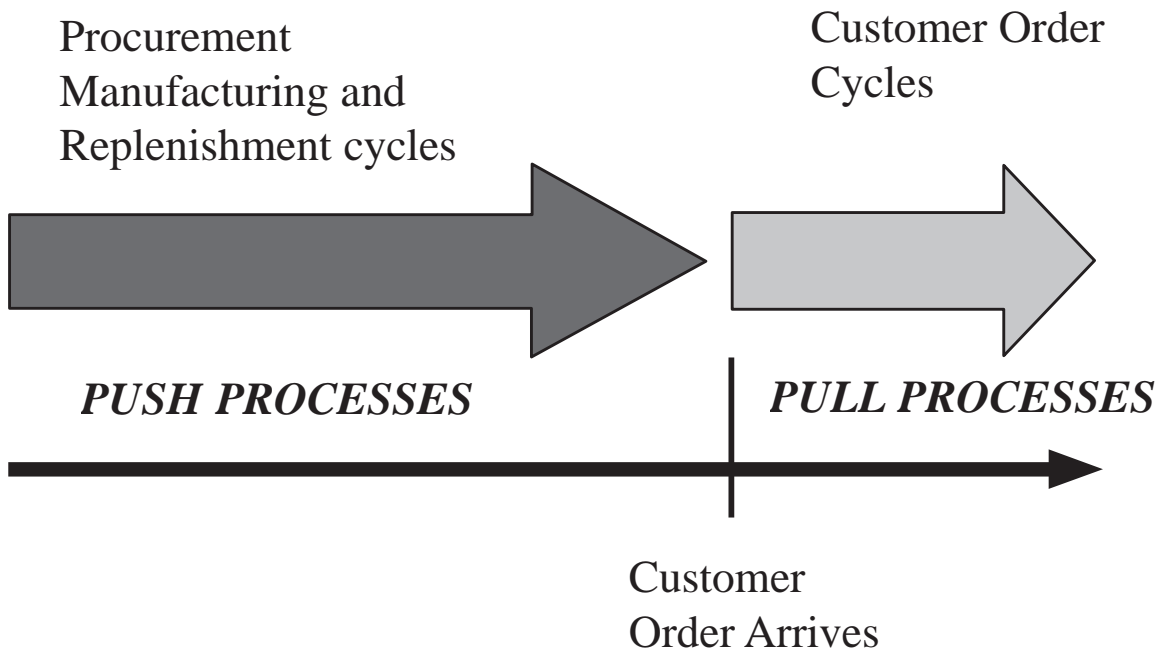 Procurement
Manufacturing and
Replenishment cycles
Customer Order
Cycles
PUSH PROCESSES
PULL PROCESSES
Customer
Order Arrives